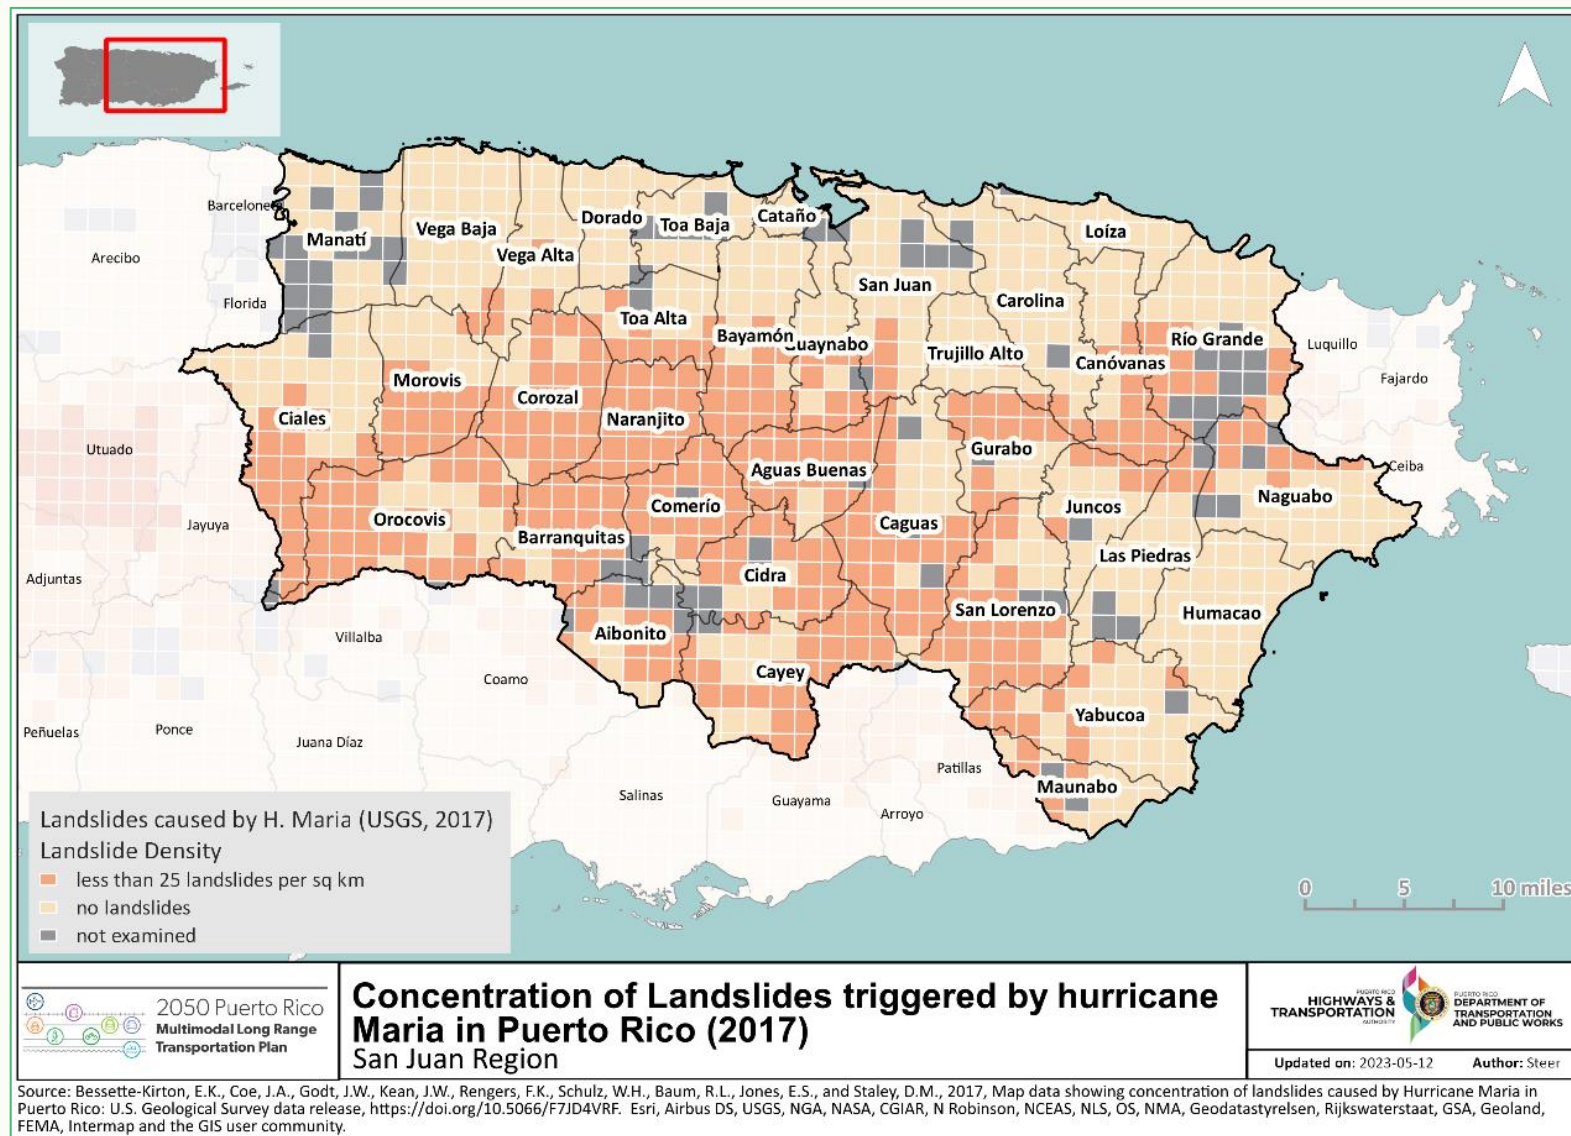 Barceloneta
Manatí
Vega Baja
Dorado
Toa Baja
Cataño
Loíza
Arecibo
Vega Alta
San Juan
Carolina
Florida
Toa Alta
Bayamón
Guaynabo
Trujillo Alto
Canóvanas
Río Grande
Luquillo
Fajardo
Morovis
Corozal
Naranjito
Ciales
Utuado
Gurabo
Aguas Buenas
Ceiba
Naguabo
Jayuya
Orocovis
Comerío
Caguas
Juncos
Barranquitas
Las Piedras
Adjuntas
Cidra
San Lorenzo
Humacao
Villalba
Aibonito
Coamo
Cayey
Yabucoa
Peñuelas
Ponce
Juana Díaz
Patillas
Maunabo
Salinas
Guayama
Arroyo
Landslides caused by H. Maria (USGS, 2017)
Landslide Density
less than 25 landslides per sq km
no landslides
not examined
0 5 10 miles
2050 Puerto Rico
Multimodal Long Range
Transportation Plan
Concentration of Landslides triggered by hurricane
Maria in Puerto Rico (2017)
San Juan Region
PUERTO RICO
HIGHWAYS &
TRANSPORTATION
AUTHORITY
PUERTO RICO
DEPARTMENT OF
TRANSPORTATION
AND PUBLIC WORKS
Updated on: 2023-05-12 Author: Steer
Source: Bessette-Kirton, E.K., Coe, J.A., Godt, J.W., Kean, J.W., Rengers, F.K., Schulz, W.H., Baum, R.L., Jones, E.S., and Staley, D.M., 2017, Map data showing concentration of landslides caused by Hurricane Maria in
Puerto Rico: U.S. Geological Survey data release, https://doi.org/10.5066/F7JD4VRF. Esri, Airbus DS, USGS, NGA, NASA, CGIAR, N Robinson, NCEAS, NLS, OS, NMA, Geodatastyrelsen, Rijkswaterstaat, GSA, Geoland,
FEMA, Intermap and the GIS user community.